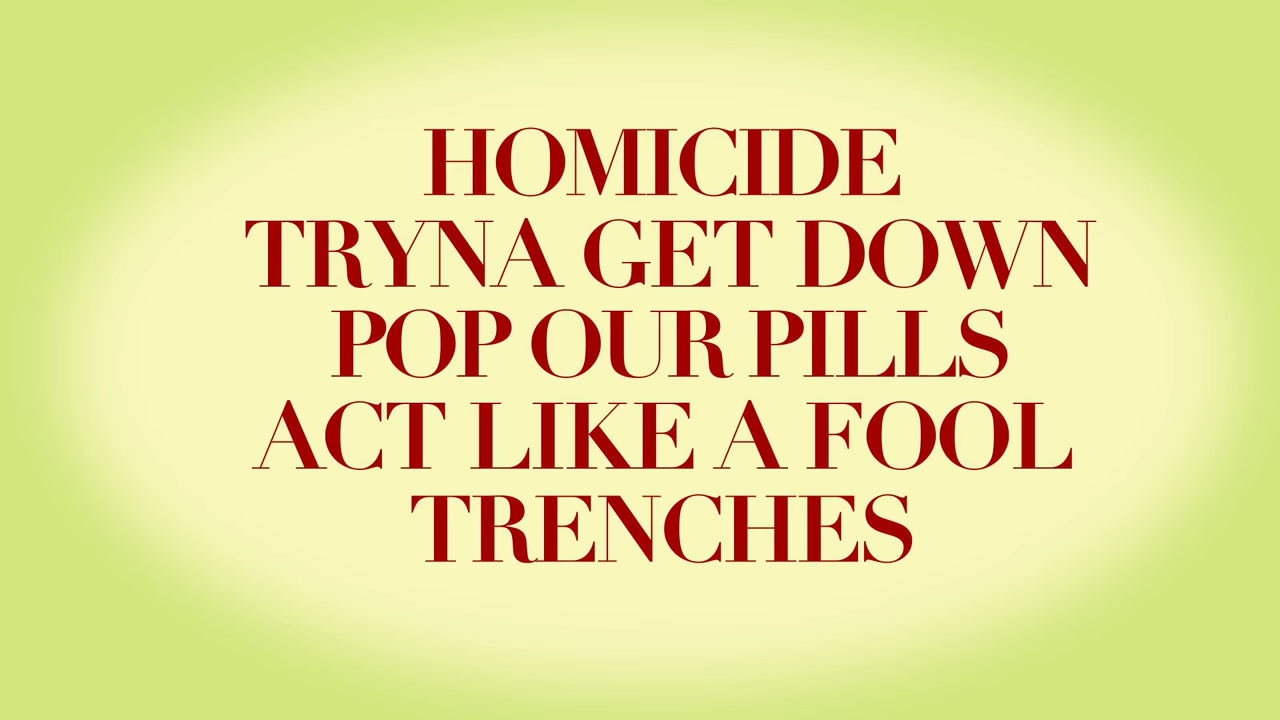 HOMICIDE
TRYNA GET DOWN
POP OUR PILLS
ACT LIKE A FOOL
TRENCHES